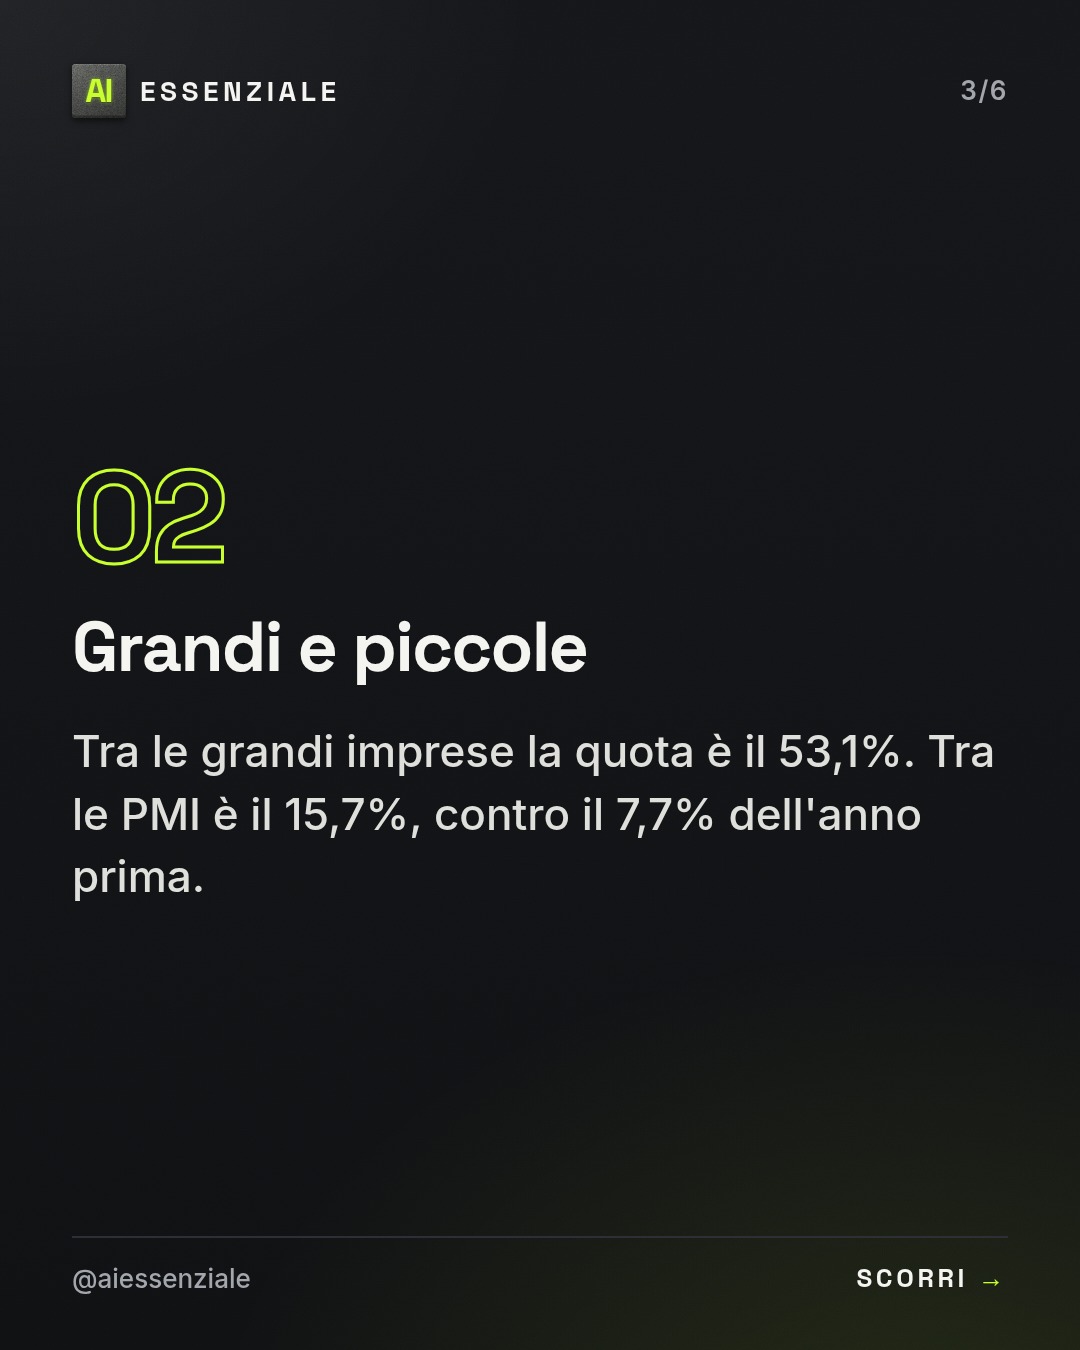 AI ESSENZIALE
3/6
02
Grandi e piccole
Tra le grandi imprese la quota è il 53,1%. Tra
le PMI è il 15,7%, contro il 7,7% dell'anno
prima.
@aiessenziale
SCORRI →